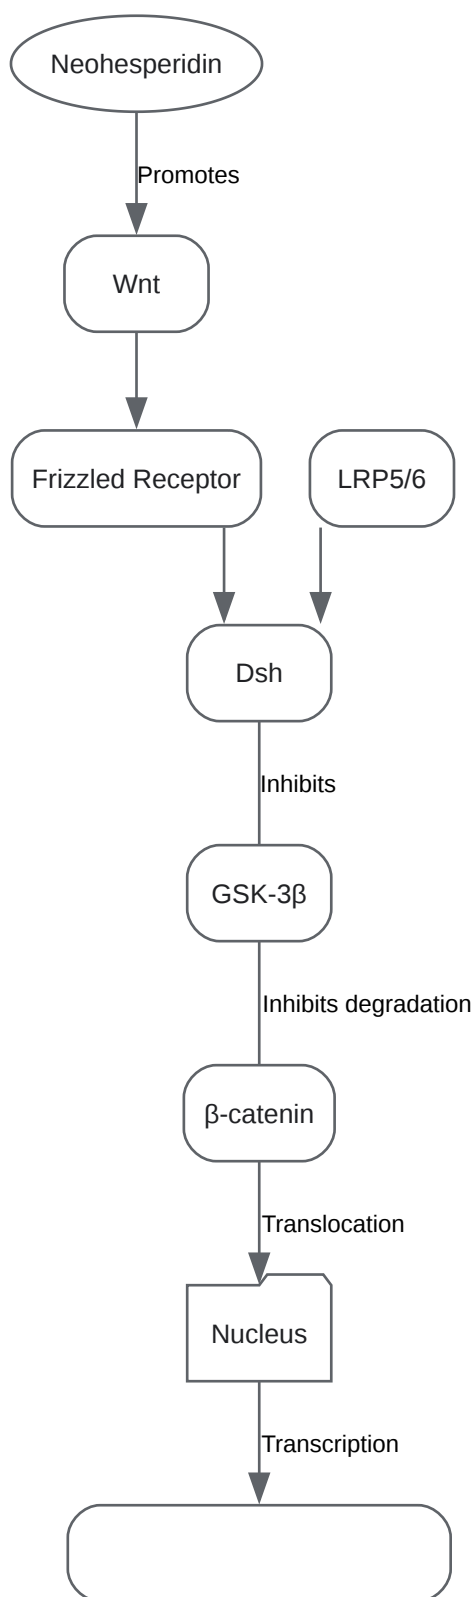 Neohesperidin
Promotes
Wnt
Frizzled Receptor
LRP5/6
Dsh
Inhibits
GSK-3β
Inhibits degradation
β-catenin
Translocation
Nucleus
Transcription